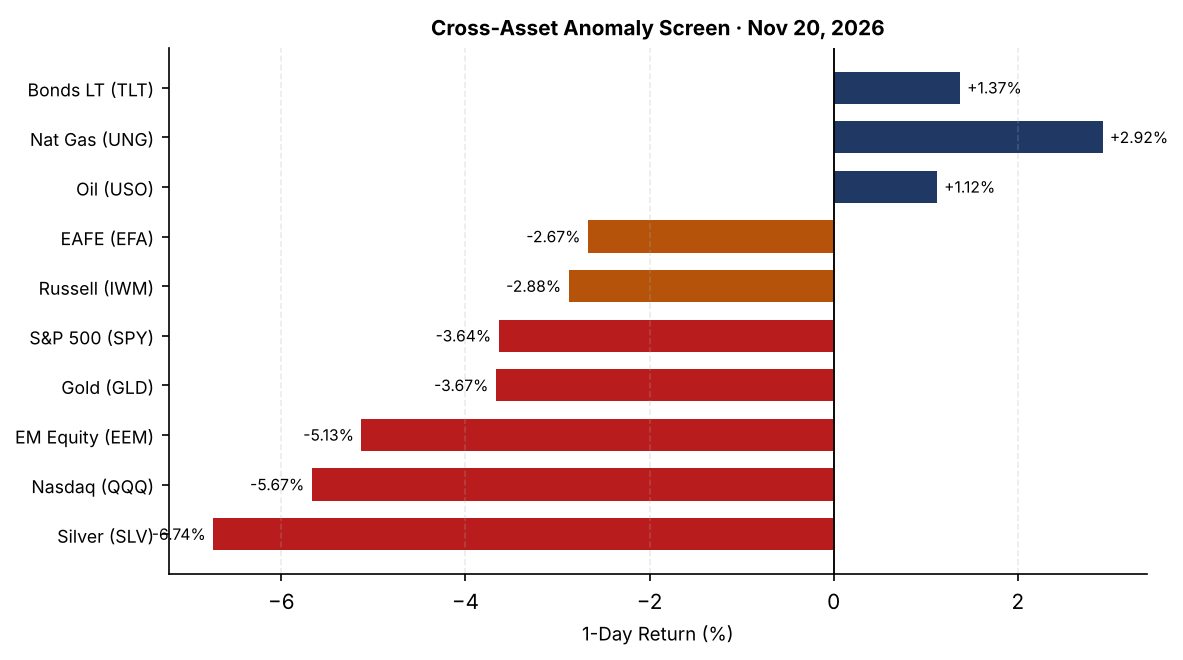 Cross-Asset Anomaly Screen · Nov 20, 2026
Bonds LT (TLT)
+1.37%
Nat Gas (UNG)
+2.92%
Oil (USO)
+1.12%
EAFE (EFA)
-2.67%
Russell (IWM)
-2.88%
S&P 500 (SPY)
-3.64%
Gold (GLD)
-3.67%
EM Equity (EEM)
-5.13%
Nasdaq (QQQ)
-5.67%
Silver (SLV)
-6.74%
−6
−4
−2
0
2
1-Day Return (%)